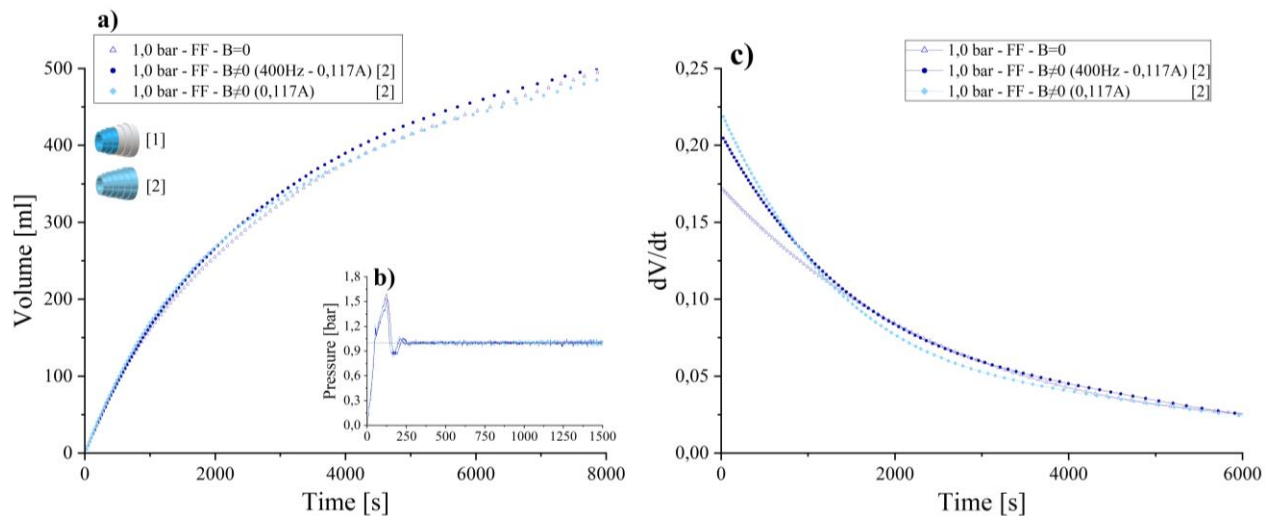 a)
1,0 bar - FF - B=0
1,0 bar - FF - B≠0 (400Hz - 0,117A) [2]
1,0 bar - FF - B≠0 (0,117A) [2]
500
400
300
200
100
0
Volume [ml]
[1]
[2]
b)
1,8
1,5
1,2
0,9
0,6
0,3
0,0
Pressure [bar]
0 250 500 750 1000 1250 1500
0 2000 4000 6000 8000
Time [s]
c)
1,0 bar - FF - B=0
1,0 bar - FF - B≠0 (400Hz - 0,117A) [2]
1,0 bar - FF - B≠0 (0,117A) [2]
0,25
0,20
0,15
0,10
0,05
0,00
dV/dt
0 2000 4000 6000
Time [s]